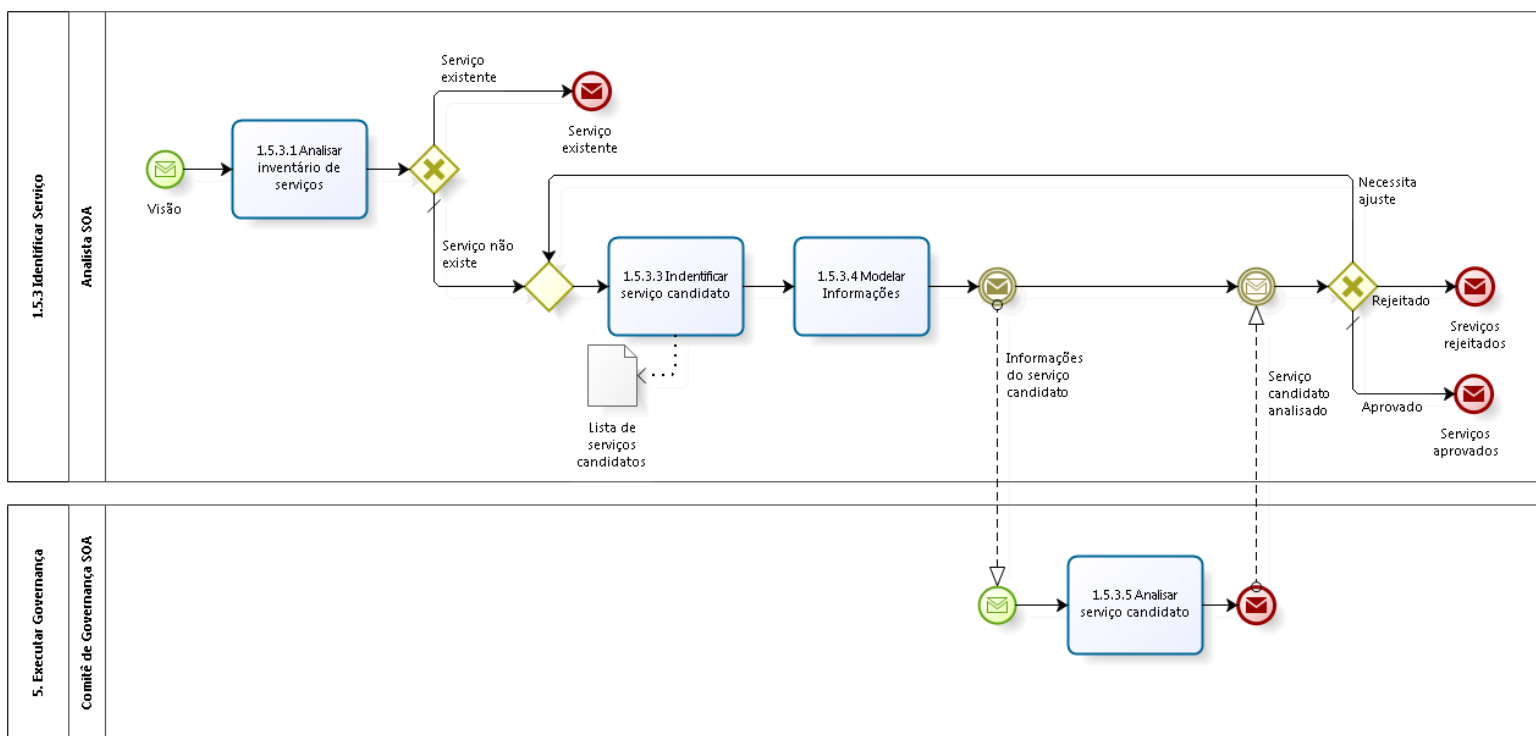 1.5.3 Identificar Serviço
Analista SOA
Visão
1.5.3.1 Analisar
inventário de
serviços
Serviço
existente
Serviço
existente
Serviço não
existe
1.5.3.3 Indentificar
serviço candidato
Lista de
serviços
candidatos
1.5.3.4 Modelar
Informações
Informações
do serviço
candidato
Serviço
candidato
analisado
Necessita
ajuste
Rejeitado
Sreviços
rejeitados
Aprovado
Serviços
aprovados
5. Executar Governança
Comitê de Governança SOA
1.5.3.5 Analisar
serviço candidato